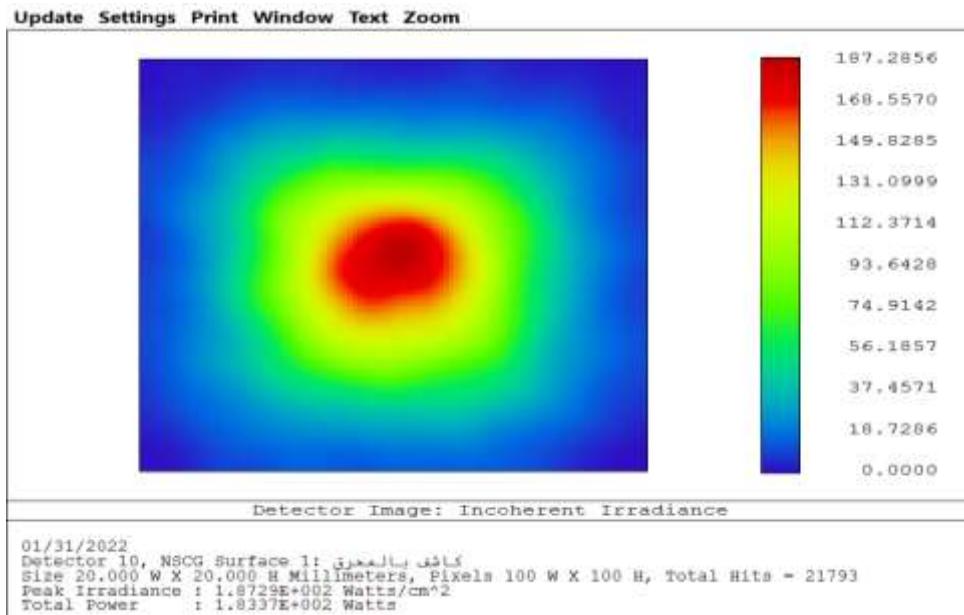 Update Settings Print Window Text Zoom
187.2856
168.5570
149.8285
131.0999
112.3714
93.6428
74.9142
56.1857
37.4571
18.7286
0.0000
Detector Image: Incoherent Irradiance
01/31/2022
Detector 10, NSCG Surface 1: كاشف بالمحرق
Size 20.000 W X 20.000 H Millimeters, Pixels 100 W X 100 H, Total Hits = 21793
Peak Irradiance : 1.8729E+002 Watts/cm^2
Total Power : 1.8337E+002 Watts